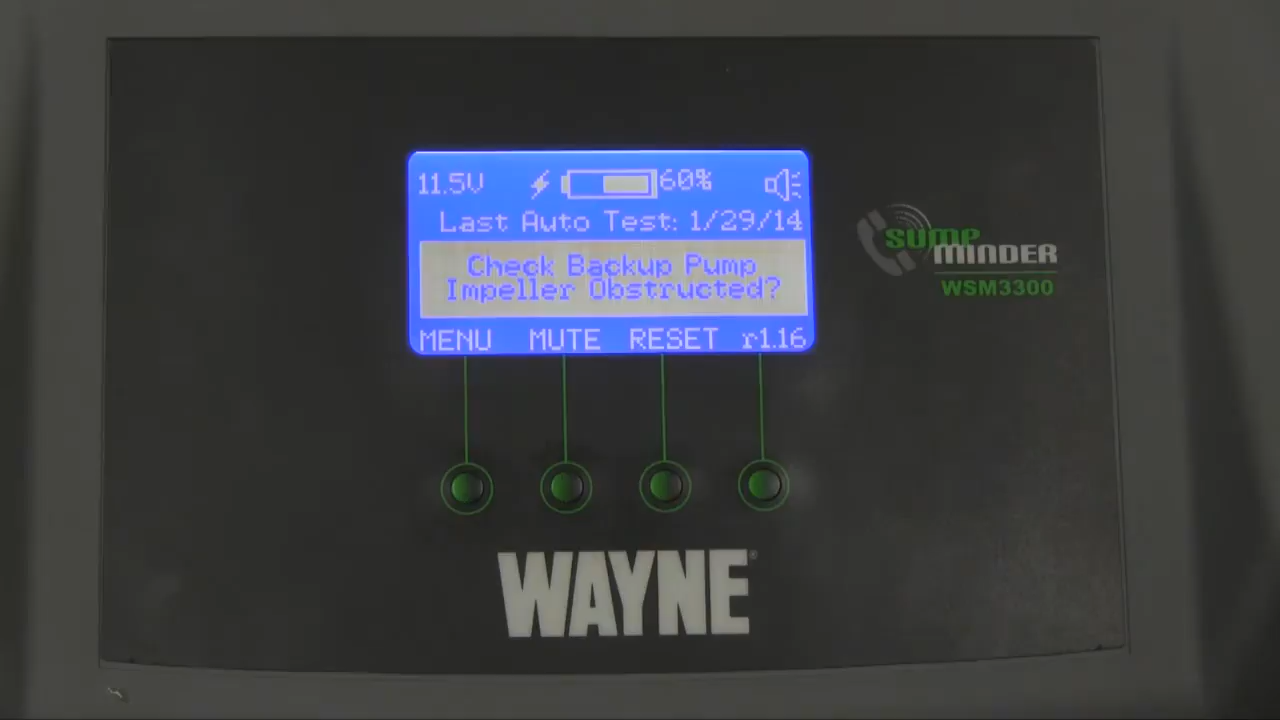 11.5V 60%
Last Auto Test: 1/29/14
Check Backup Pump
Impeller Obstructed?
MENU MUTE RESET r1.16
SUMP
MINDER
WSM3300
WAYNE